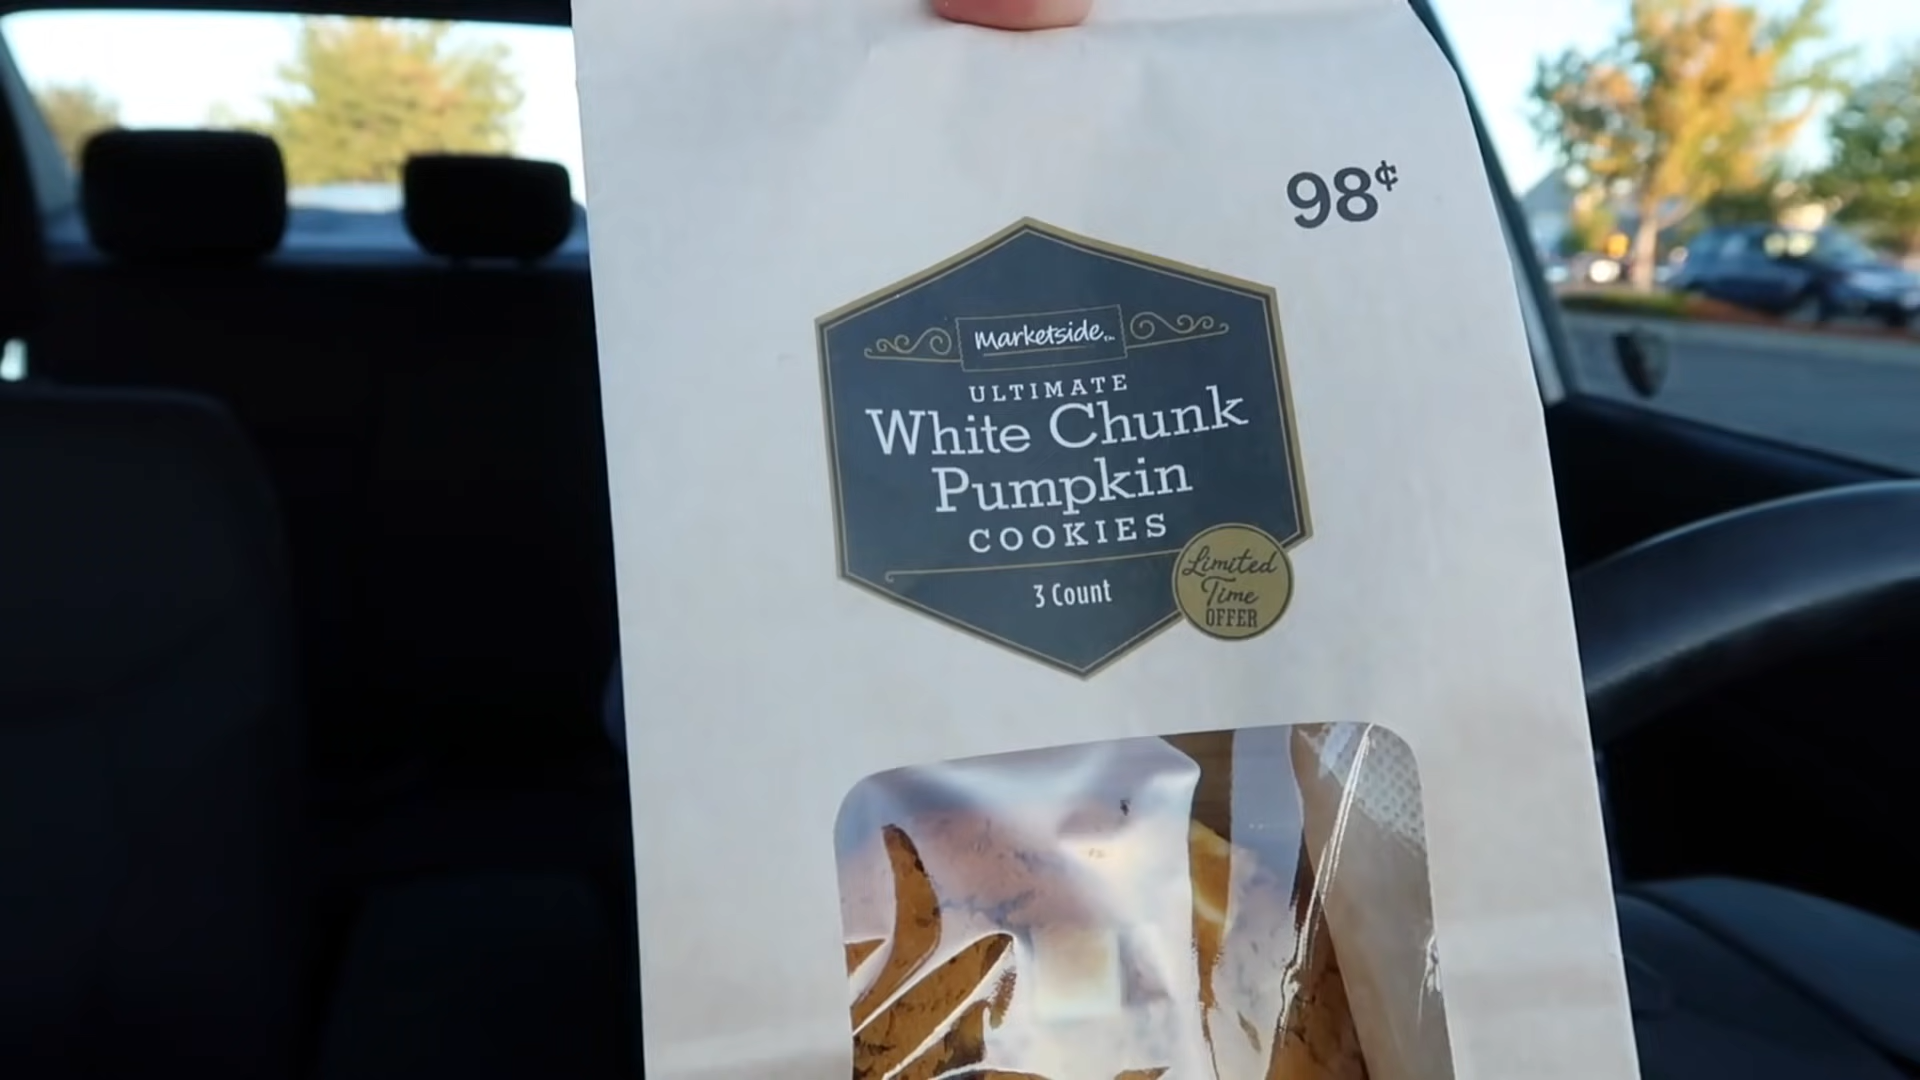 98¢
Marketside
ULTIMATE
White Chunk
Pumpkin
COOKIES
3 Count
Limited
Time
OFFER